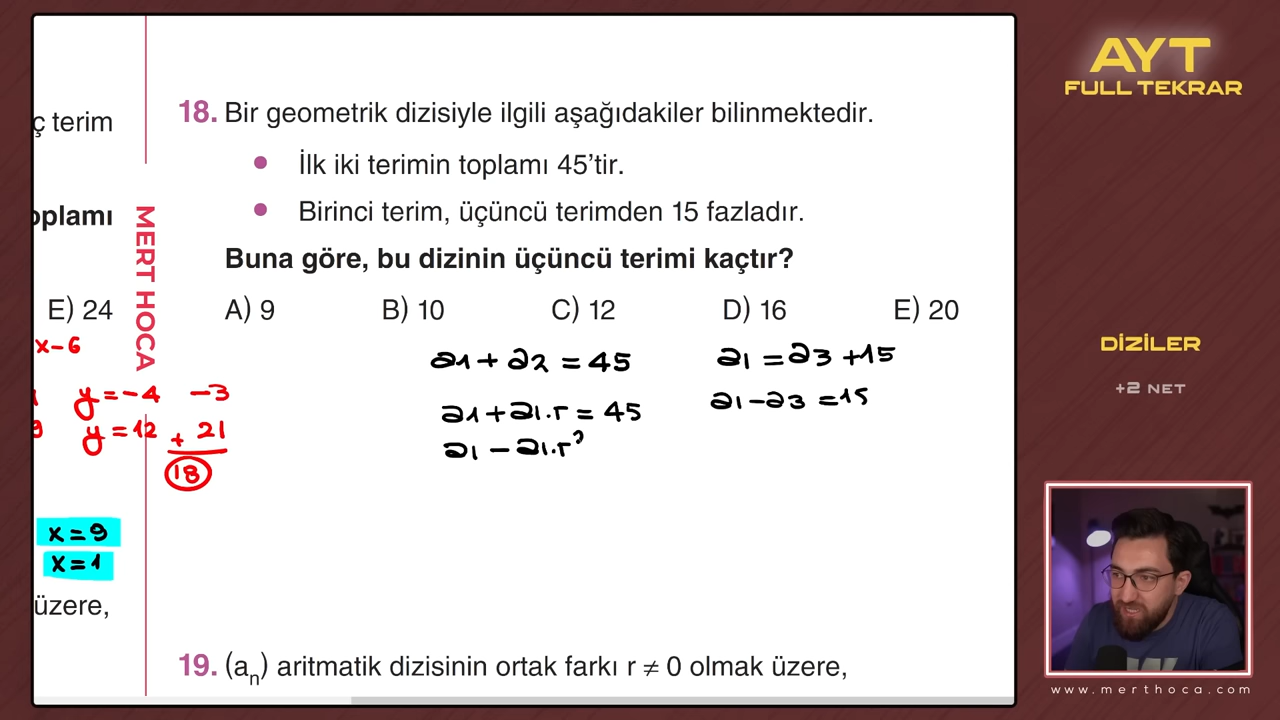 AYT
FULL TEKRAR
ç terim
oplamı
E) 24
x-6
y=-4 -3
y=12 + 21
18
x=9
x=1
üzere,
MERT HOCA
18. Bir geometrik dizisiyle ilgili aşağıdakiler bilinmektedir.
• İlk iki terimin toplamı 45'tir.
• Birinci terim, üçüncü terimden 15 fazladır.
Buna göre, bu dizinin üçüncü terimi kaçtır?
A) 9 B) 10 C) 12 D) 16 E) 20
a1+a2=45
a1=a3+15
a1+a1.r=45
a1-a3=15
a1-a1.r²
19. (aₙ) aritmatik dizisinin ortak farkı r ≠ 0 olmak üzere,
DİZİLER
+2 NET
www.merthoca.com